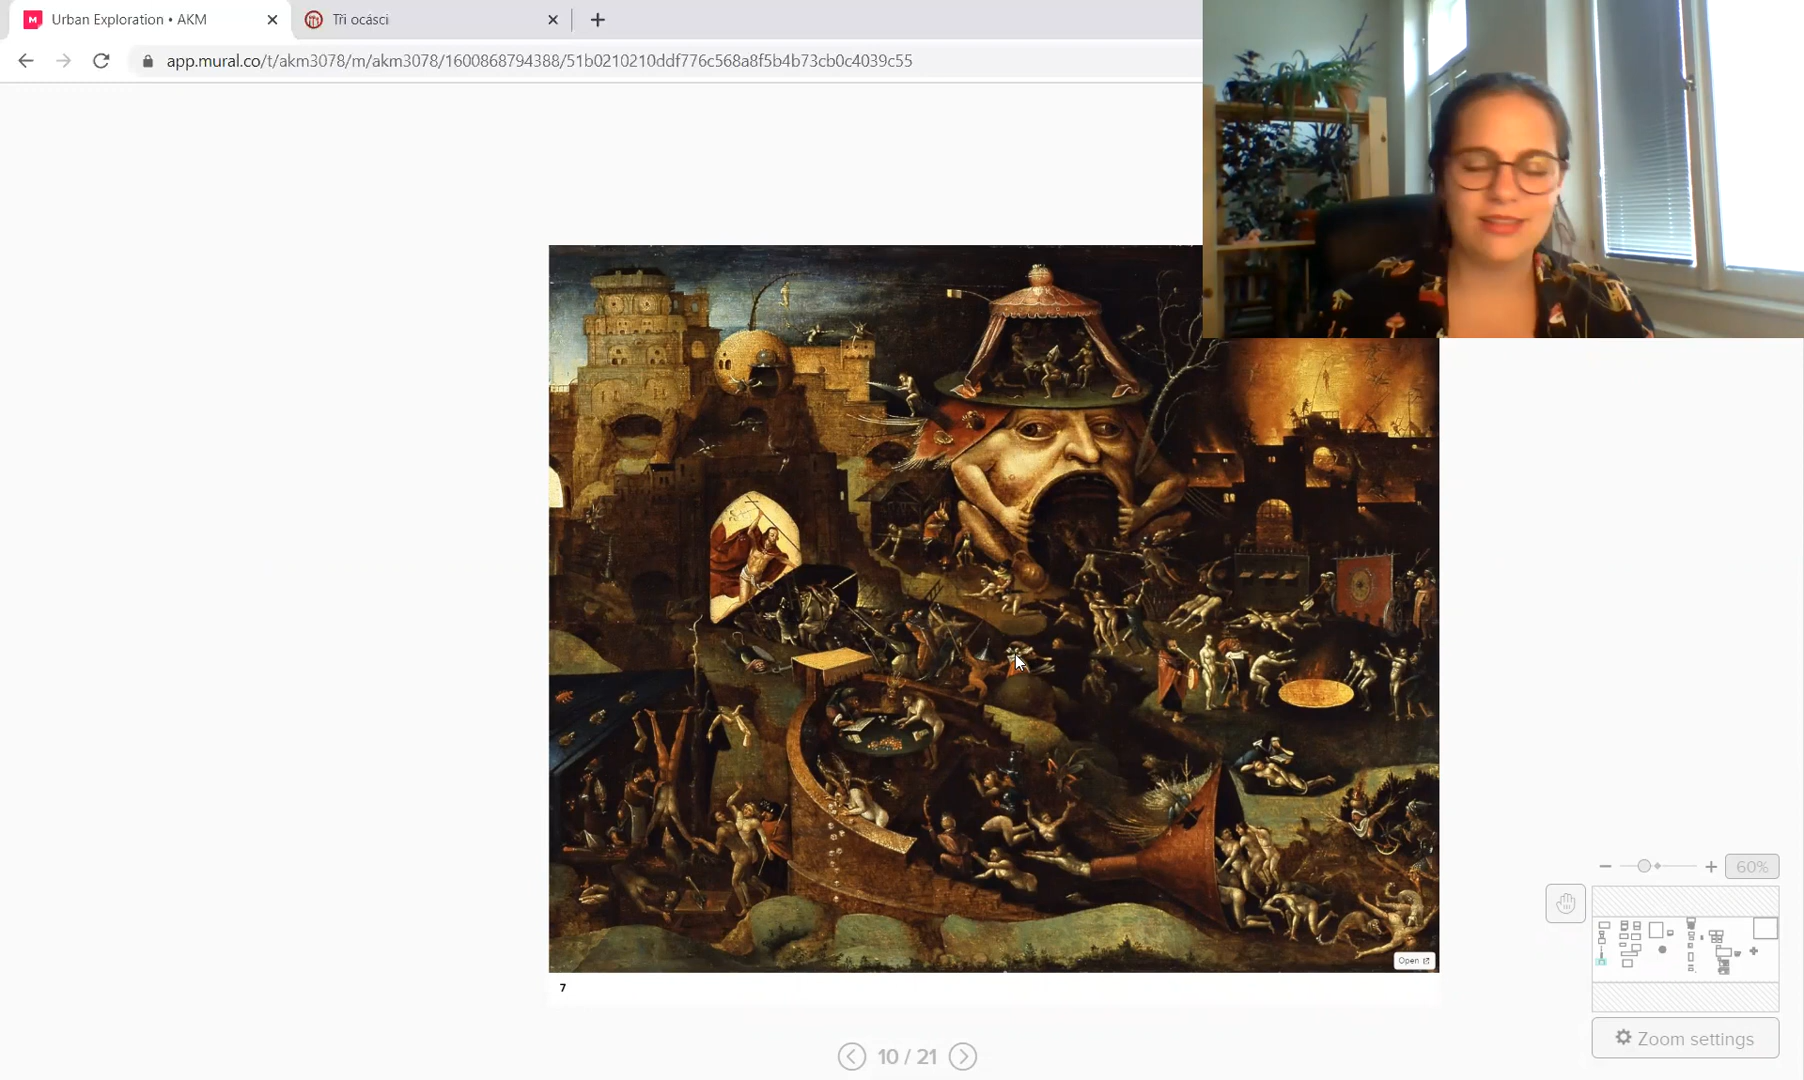 Urban Exploration • AKM
Tři ocásci
app.mural.co/t/akm3078/m/akm3078/1600868794388/51b0210210ddf776c568a8f5b4b73cb0c4039c55
Open
7
60%
10 / 21
Zoom settings